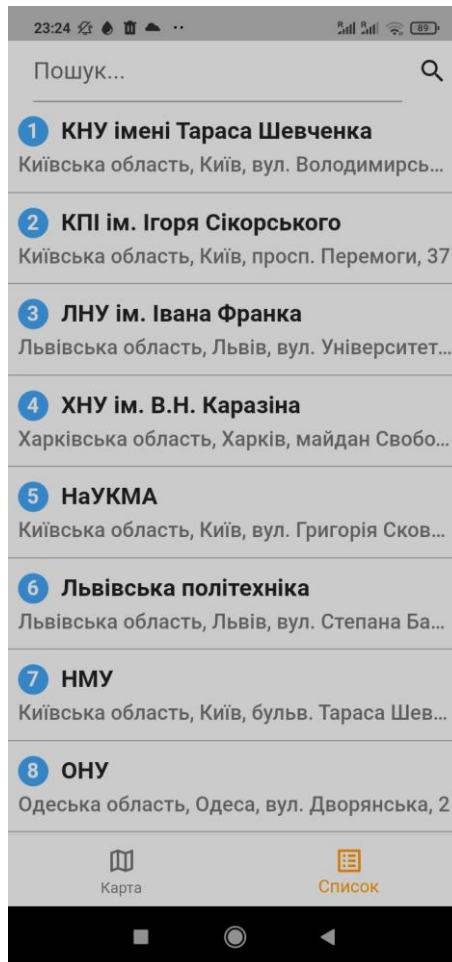 23:24
89
Пошук...
1 КНУ імені Тараса Шевченка
Київська область, Київ, вул. Володимирсь...
2 КПІ ім. Ігоря Сікорського
Київська область, Київ, просп. Перемоги, 37
3 ЛНУ ім. Івана Франка
Львівська область, Львів, вул. Університет...
4 ХНУ ім. В.Н. Каразіна
Харківська область, Харків, майдан Свобо...
5 НаУКМА
Київська область, Київ, вул. Григорія Сков...
6 Львівська політехніка
Львівська область, Львів, вул. Степана Ба...
7 НМУ
Київська область, Київ, бульв. Тараса Шев...
8 ОНУ
Одеська область, Одеса, вул. Дворянська, 2
Карта
Список